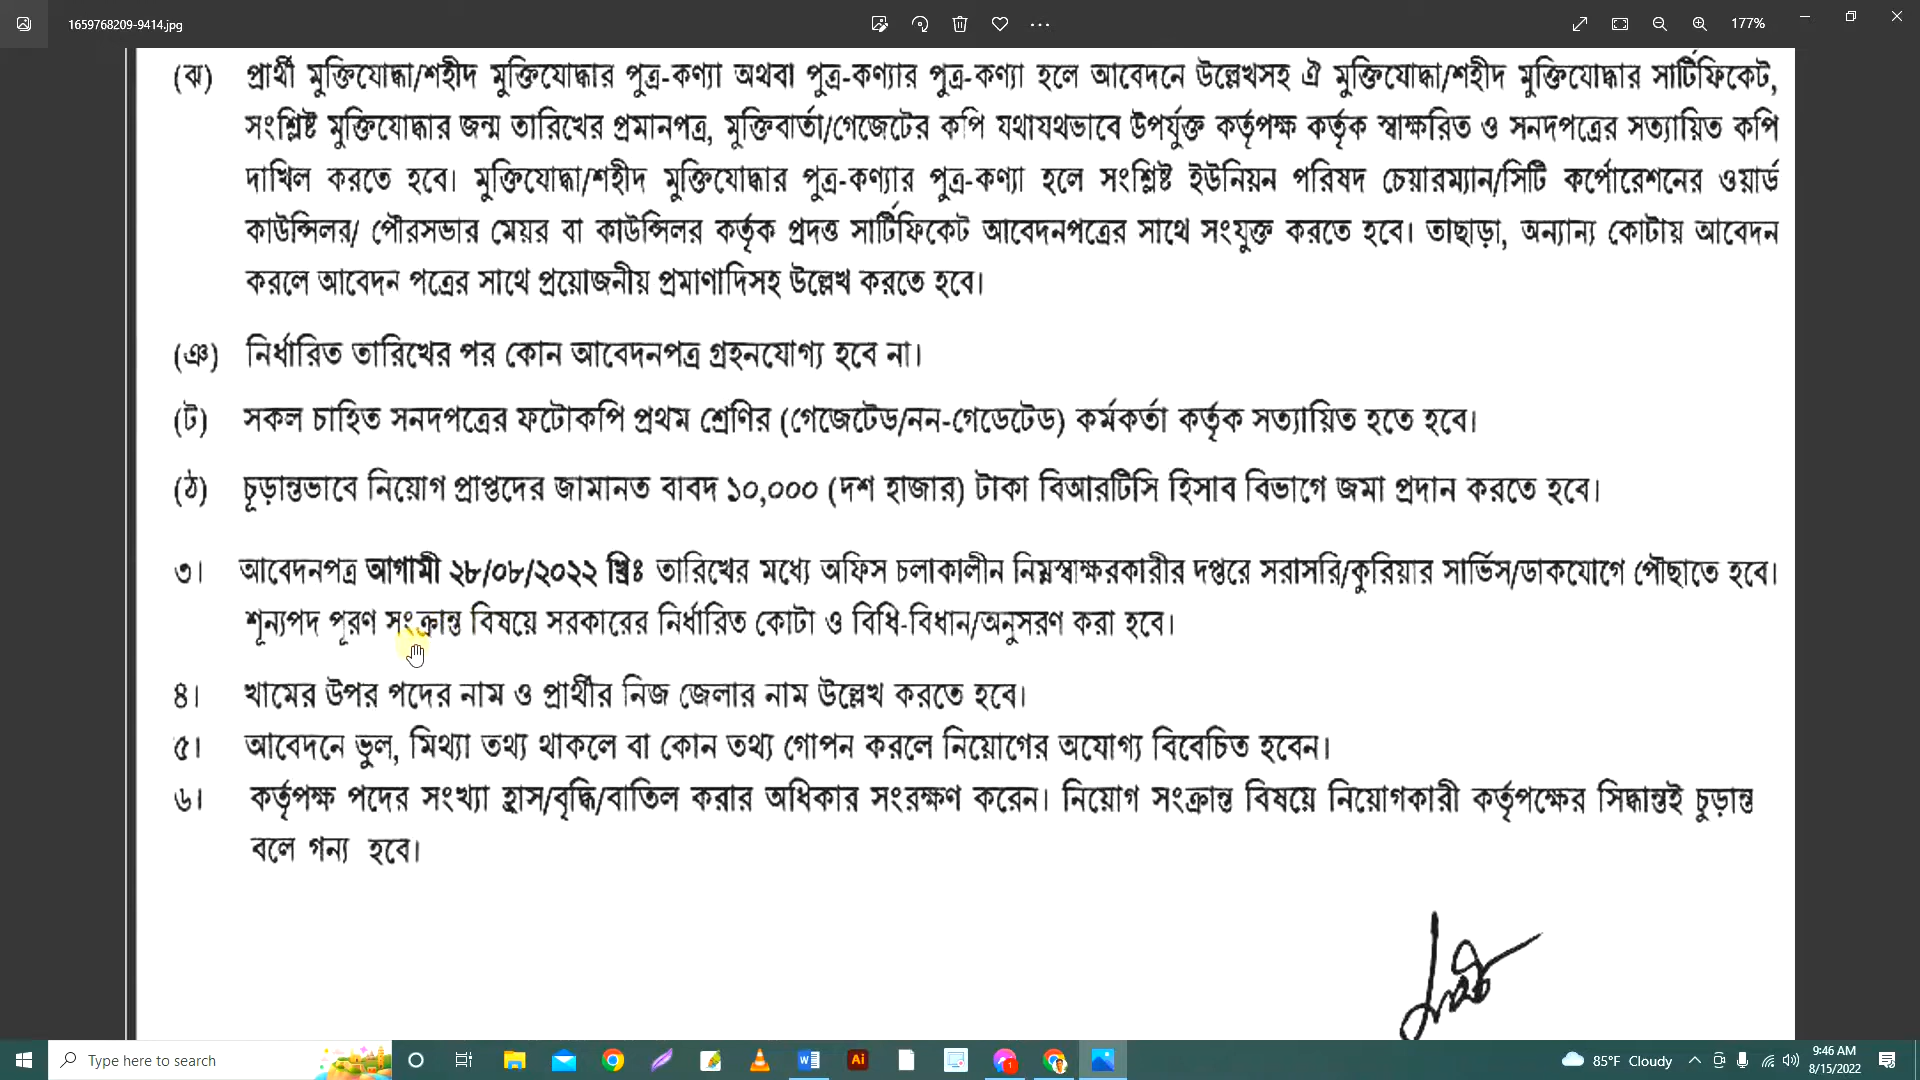 1659768209-9414.jpg
177%
(ঝ) প্রার্থী মুক্তিযোদ্ধা/শহীদ মুক্তিযোদ্ধার পুত্র-কণ্যা অথবা পুত্র-কণ্যার পুত্র-কণ্যা হলে আবেদনে উল্লেখসহ ঐ মুক্তিযোদ্ধা/শহীদ মুক্তিযোদ্ধার সার্টিফিকেট,
সংশ্লিষ্ট মুক্তিযোদ্ধার জন্ম তারিখের প্রমানপত্র, মুক্তিবার্তা/গেজেটের কপি যথাযথভাবে উপর্যুক্ত কর্তৃপক্ষ কর্তৃক স্বাক্ষরিত ও সনদপত্রের সত্যায়িত কপি
দাখিল করতে হবে। মুক্তিযোদ্ধা/শহীদ মুক্তিযোদ্ধার পুত্র-কণ্যার পুত্র-কণ্যা হলে সংশ্লিষ্ট ইউনিয়ন পরিষদ চেয়ারম্যান/সিটি কর্পোরেশনের ওয়ার্ড
কাউন্সিলর/ পৌরসভার মেয়র বা কাউন্সিলর কর্তৃক প্রদত্ত সার্টিফিকেট আবেদনপত্রের সাথে সংযুক্ত করতে হবে। তাছাড়া, অন্যান্য কোটায় আবেদন
করলে আবেদন পত্রের সাথে প্রয়োজনীয় প্রমাণাদিসহ উল্লেখ করতে হবে।
(ঞ) নির্ধারিত তারিখের পর কোন আবেদনপত্র গ্রহনযোগ্য হবে না।
(ট) সকল চাহিত সনদপত্রের ফটোকপি প্রথম শ্রেণির (গেজেটেড/নন-গেডেটেড) কর্মকর্তা কর্তৃক সত্যায়িত হতে হবে।
(ঠ) চূড়ান্তভাবে নিয়োগ প্রাপ্তদের জামানত বাবদ ১০,০০০ (দশ হাজার) টাকা বিআরটিসি হিসাব বিভাগে জমা প্রদান করতে হবে।
৩। আবেদনপত্র আগামী ২৮/০৮/২০২২ খ্রিঃ তারিখের মধ্যে অফিস চলাকালীন নিম্নস্বাক্ষরকারীর দপ্তরে সরাসরি/কুরিয়ার সার্ভিস/ডাকযোগে পৌছাতে হবে।
শূন্যপদ পূরণ সংক্রান্ত বিষয়ে সরকারের নির্ধারিত কোটা ও বিধি-বিধান/অনুসরণ করা হবে।
৪। খামের উপর পদের নাম ও প্রার্থীর নিজ জেলার নাম উল্লেখ করতে হবে।
৫। আবেদনে ভুল, মিথ্যা তথ্য থাকলে বা কোন তথ্য গোপন করলে নিয়োগের অযোগ্য বিবেচিত হবেন।
৬। কর্তৃপক্ষ পদের সংখ্যা হ্রাস/বৃদ্ধি/বাতিল করার অধিকার সংরক্ষণ করেন। নিয়োগ সংক্রান্ত বিষয়ে নিয়োগকারী কর্তৃপক্ষের সিদ্ধান্তই চুড়ান্ত
বলে গন্য হবে।
Type here to search
85°F Cloudy
9:46 AM
8/15/2022